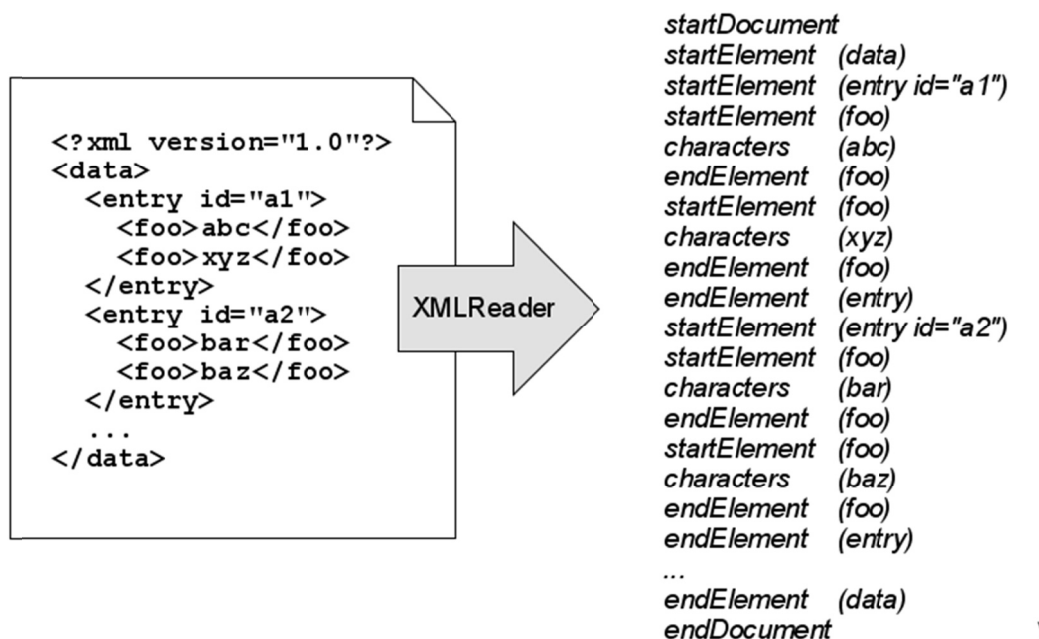 <?xml version="1.0"?>
<data>
<entry id="a1">
<foo>abc</foo>
<foo>xyz</foo>
</entry>
<entry id="a2">
<foo>bar</foo>
<foo>baz</foo>
</entry>
...
</data>
XMLReader
startDocument
startElement (data)
startElement (entry id="a1")
startElement (foo)
characters (abc)
endElement (foo)
startElement (foo)
characters (xyz)
endElement (foo)
endElement (entry)
startElement (entry id="a2")
startElement (foo)
characters (bar)
endElement (foo)
startElement (foo)
characters (baz)
endElement (foo)
endElement (entry)
...
endElement (data)
endDocument